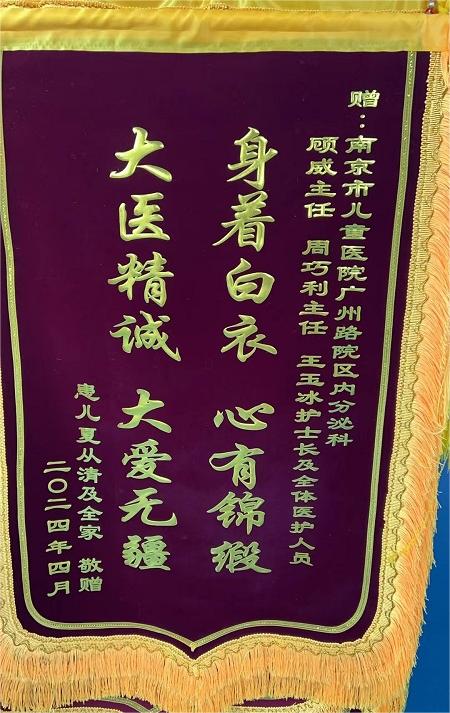 赠：南京市儿童医院广州路院区内分泌科
顾威主任 周巧利主任 王玉冰护士长及全体医护人员
身着白衣 心有锦缎
大医精诚 大爱无疆
患儿夏从清及全家 敬赠
二〇二四年四月